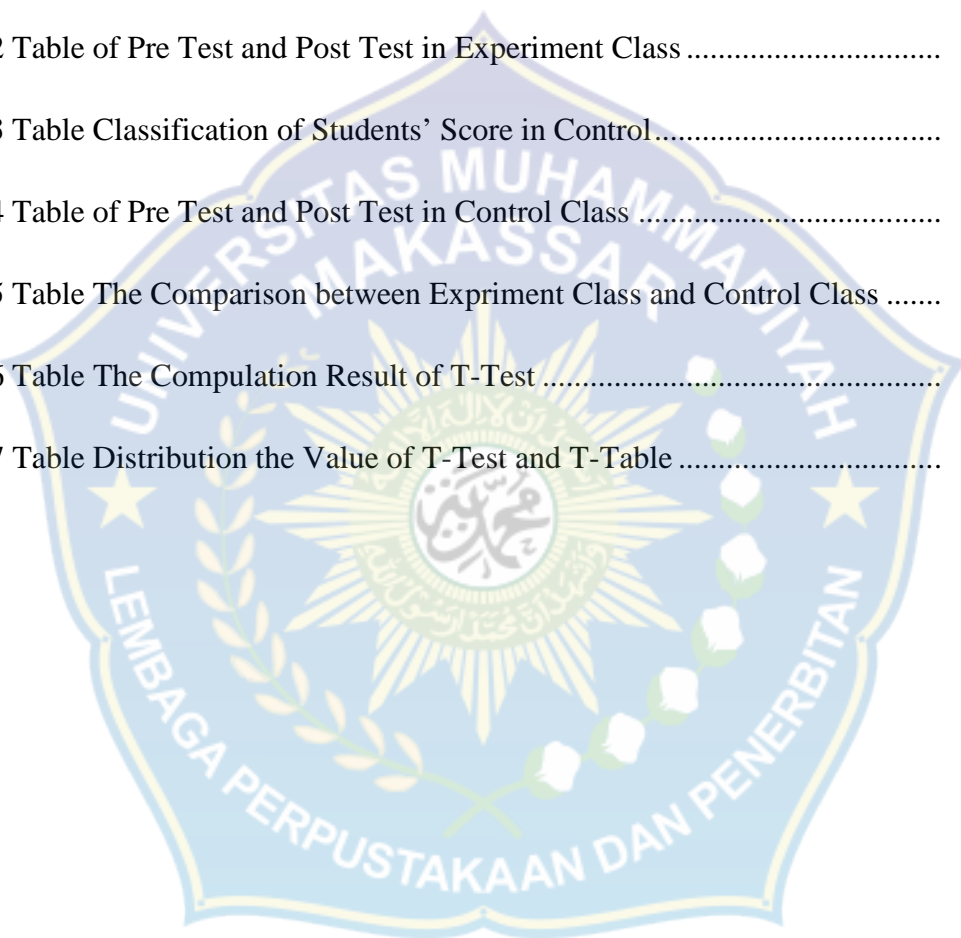 2 Table of Pre Test and Post Test in Experiment Class .............................
3 Table Classification of Students’ Score in Control....................................
4 Table of Pre Test and Post Test in Control Class ..................................
5 Table The Comparison between Expriment Class and Control Class .......
6 Table The Compulation Result of T-Test ..............................................
7 Table Distribution the Value of T-Test and T-Table ..............................
UNIVERSITAS MUHAMMADIYAH
MAKASSAR
LEMBAGA PERPUSTAKAAN DAN PENERBITAN